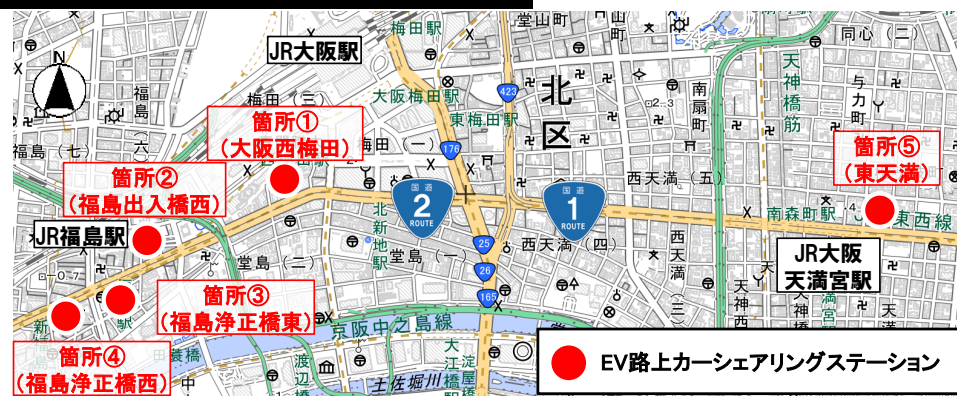 堂山町
同心（二）
梅田駅
N
JR大阪駅
北区
福島（六）
梅田（三）
大阪梅田駅
423
東梅田駅
南扇町
天神橋筋
与力町
箇所①
（大阪西梅田）
梅田（一）
176
箇所⑤
（東天満）
福島（七）
箇所②
（福島出入橋西）
西天満（五）
国道
2
ROUTE
国道
1
ROUTE
南森町駅
東西線
JR福島駅
北新地駅
堂島（二）
堂島（一）
25
西天満（四）
西天満（三）
JR大阪
天満宮駅
26
165
箇所③
（福島浄正橋東）
京阪中之島線
箇所④
（福島浄正橋西）
渡辺橋
土佐堀川
大江橋駅
淀屋橋
EV路上カーシェアリングステーション